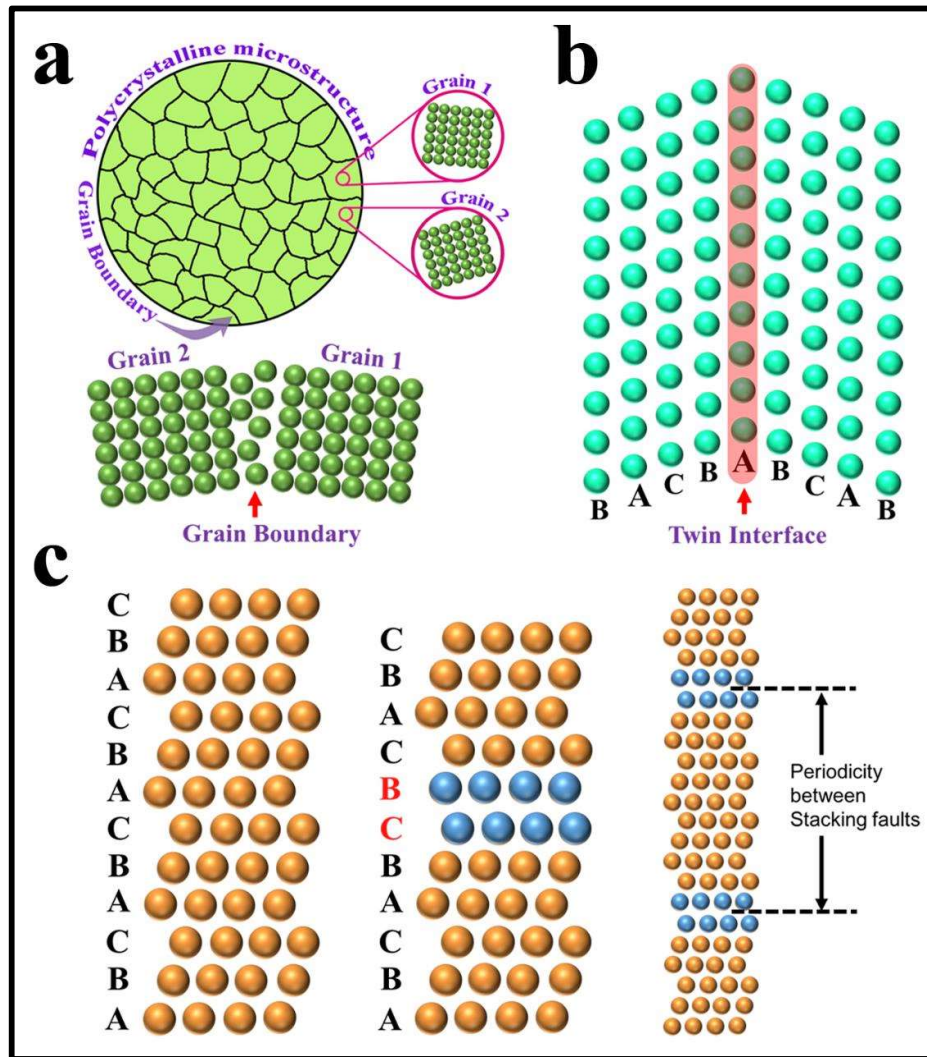 a
Polycrystalline microstructure
Grain Boundary
Grain 1
Grain 2
Grain 2
Grain 1
Grain Boundary
b
B A C B A B C A B
Twin Interface
c
C
B
A
C
B
A
C
B
A
C
B
A
C
B
A
C
B
C
B
A
C
B
A
Periodicity
between
Stacking faults